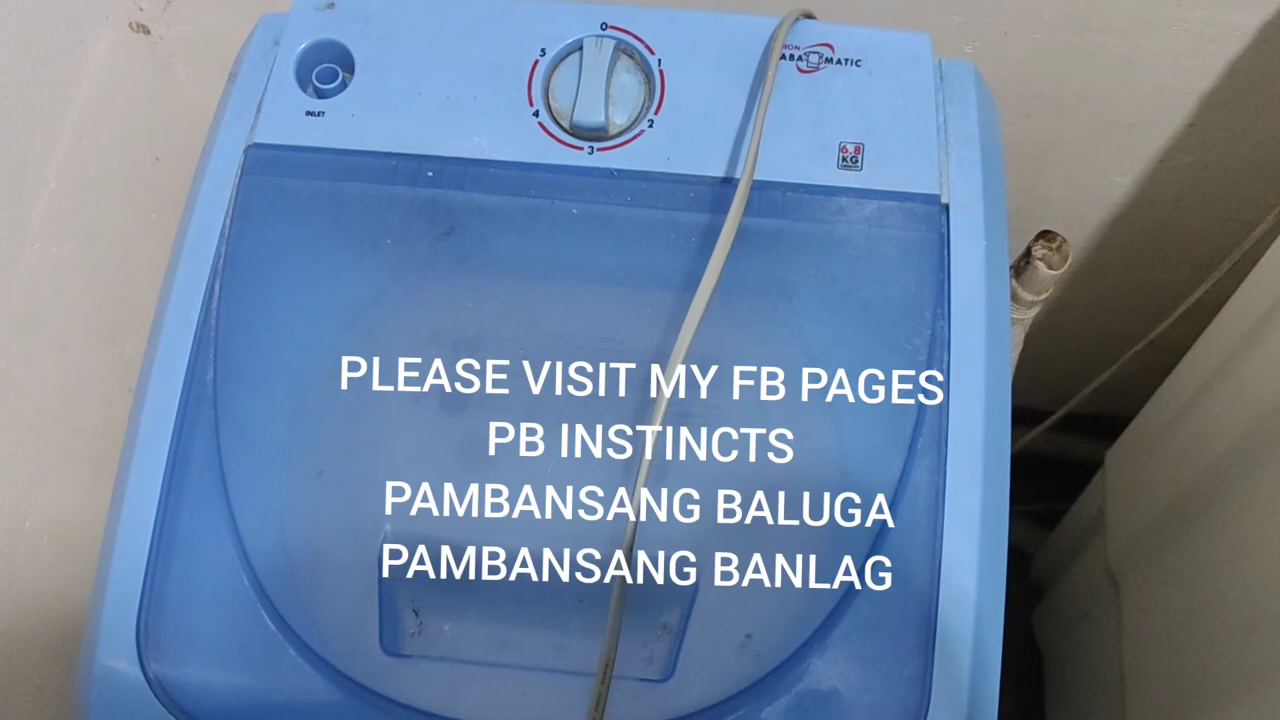 0
5
1
4
2
3
INLET
MATIC
6.8
KG
PLEASE VISIT MY FB PAGES
PB INSTINCTS
PAMBANSANG BALUGA
PAMBANSANG BANLAG